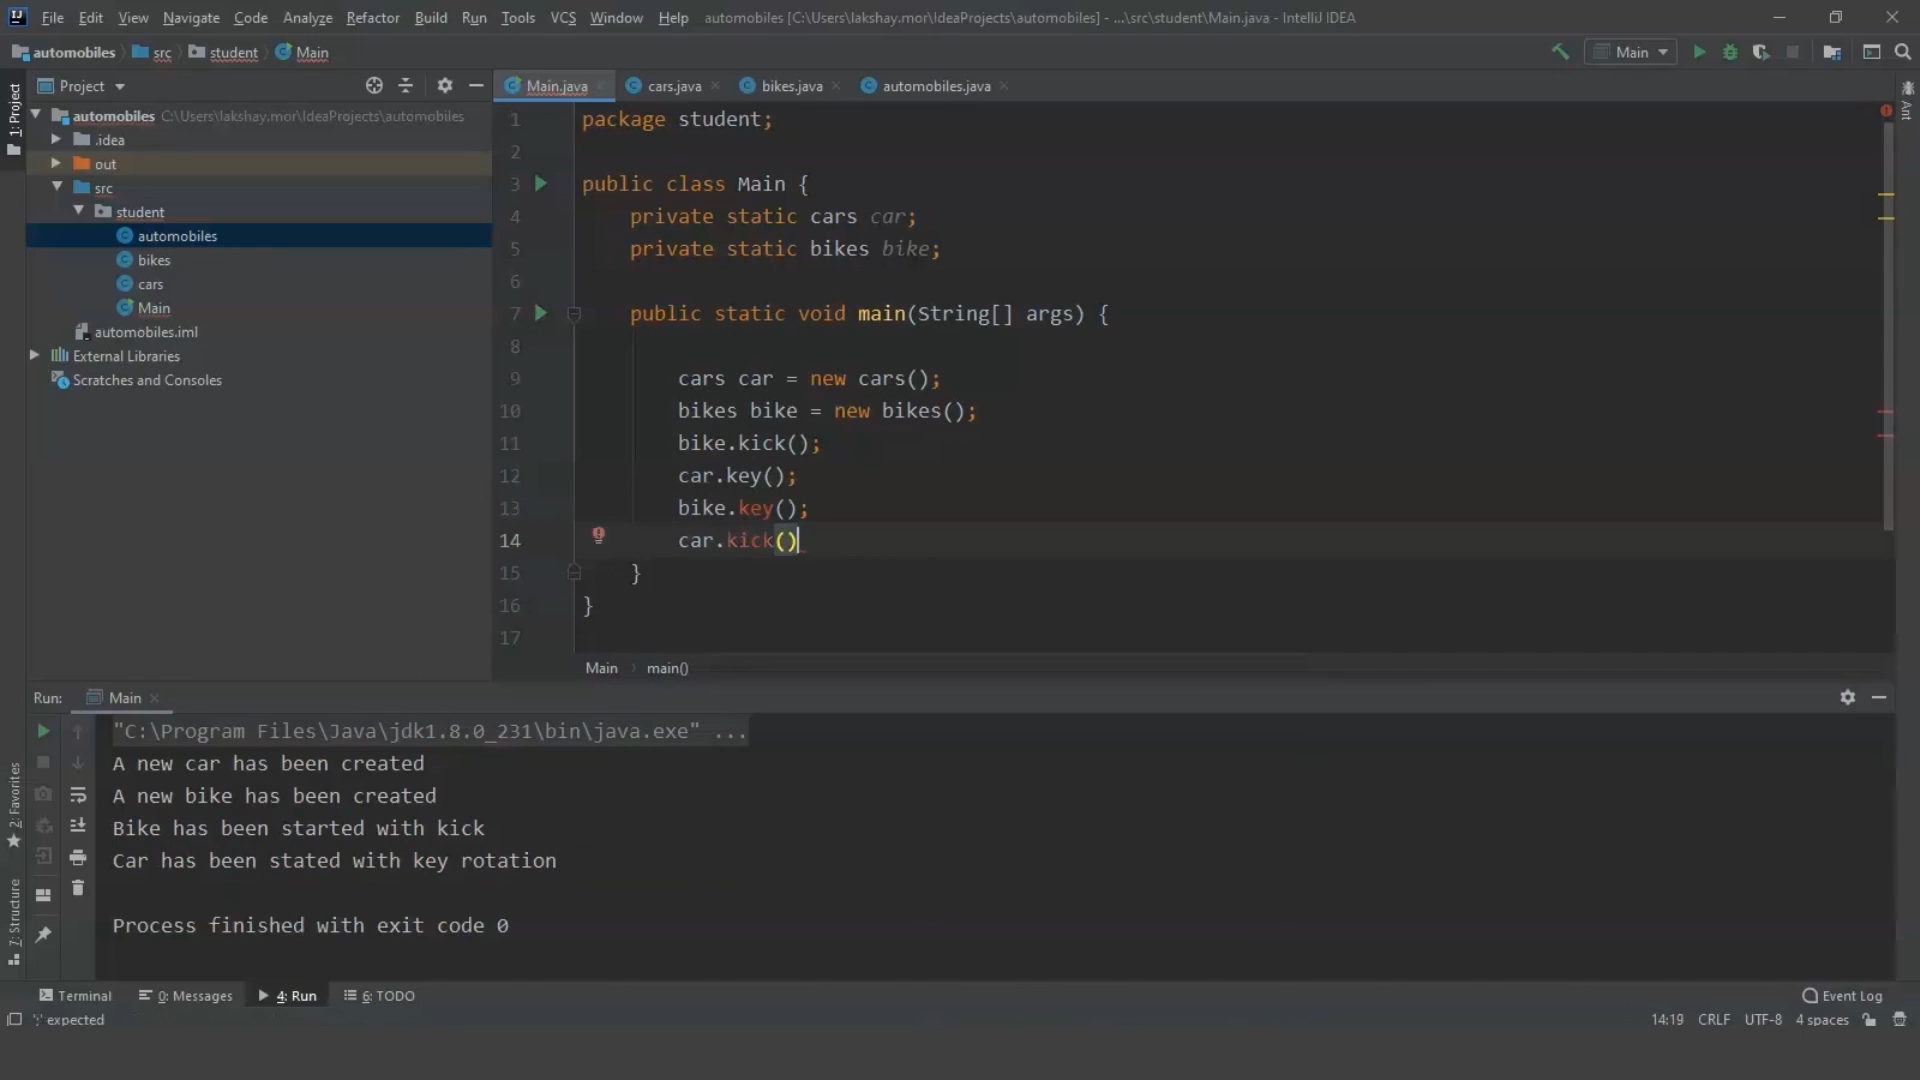 File Edit View Navigate Code Analyze Refactor Build Run Tools VCS Window Help automobiles [C:\Users\lakshay.mor\IdeaProjects\automobiles] - ...\src\student\Main.java - IntelliJ IDEA
automobiles src student Main Main
Project Main.java cars.java bikes.java automobiles.java
1: Project
Ant
automobiles C:\Users\lakshay.mor\IdeaProjects\automobiles
.idea
out
src
student
automobiles
bikes
cars
Main
automobiles.iml
External Libraries
Scratches and Consoles
1 package student;
2
3 public class Main {
4 private static cars car;
5 private static bikes bike;
6
7 public static void main(String[] args) {
8
9 cars car = new cars();
10 bikes bike = new bikes();
11 bike.kick();
12 car.key();
13 bike.key();
14 car.kick()
15 }
16 }
17
Main main()
Run: Main
"C:\Program Files\Java\jdk1.8.0_231\bin\java.exe" ...
A new car has been created
A new bike has been created
Bike has been started with kick
Car has been stated with key rotation
Process finished with exit code 0
2: Favorites
7: Structure
Terminal 0: Messages 4: Run 6: TODO Event Log
';' expected 14:19 CRLF UTF-8 4 spaces